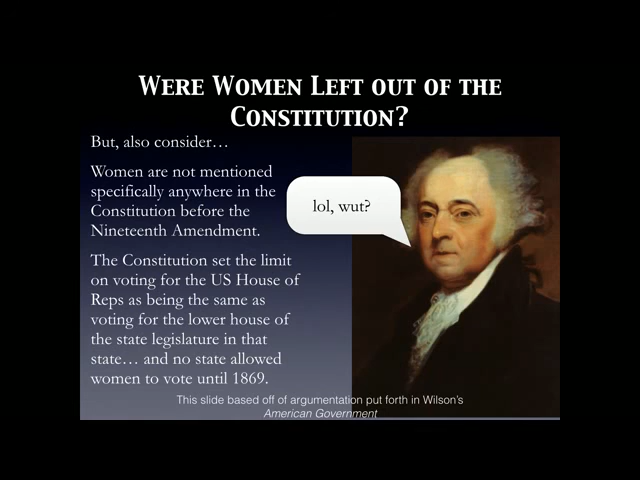 WERE WOMEN LEFT OUT OF THE
CONSTITUTION?
But, also consider…
Women are not mentioned
specifically anywhere in the
Constitution before the
Nineteenth Amendment.
lol, wut?
The Constitution set the limit
on voting for the US House of
Reps as being the same as
voting for the lower house of
the state legislature in that
state… and no state allowed
women to vote until 1869.
This slide based off of argumentation put forth in Wilson's
American Government